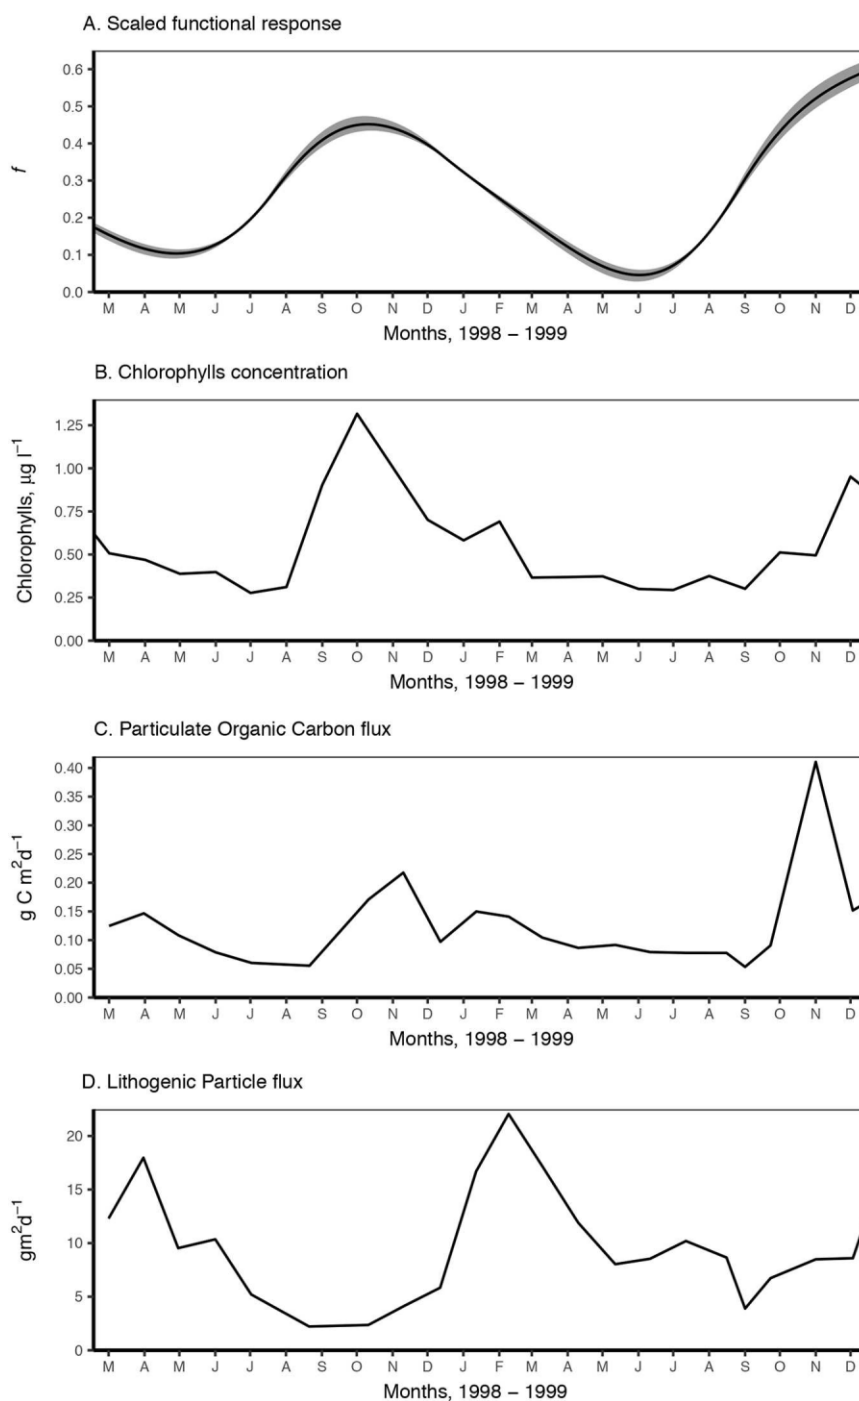 A. Scaled functional response
0.6
0.5
0.4
0.3
0.2
0.1
0.0
f
M A M J J A S O N D J F M A M J J A S O N D
Months, 1998 – 1999
B. Chlorophylls concentration
1.25
1.00
0.75
0.50
0.25
0.00
Chlorophylls, µg l⁻¹
M A M J J A S O N D J F M A M J J A S O N D
Months, 1998 – 1999
C. Particulate Organic Carbon flux
0.40
0.35
0.30
0.25
0.20
0.15
0.10
0.05
0.00
g C m²d⁻¹
M A M J J A S O N D J F M A M J J A S O N D
Months, 1998 – 1999
D. Lithogenic Particle flux
20
15
10
5
0
gm²d⁻¹
M A M J J A S O N D J F M A M J J A S O N D
Months, 1998 – 1999